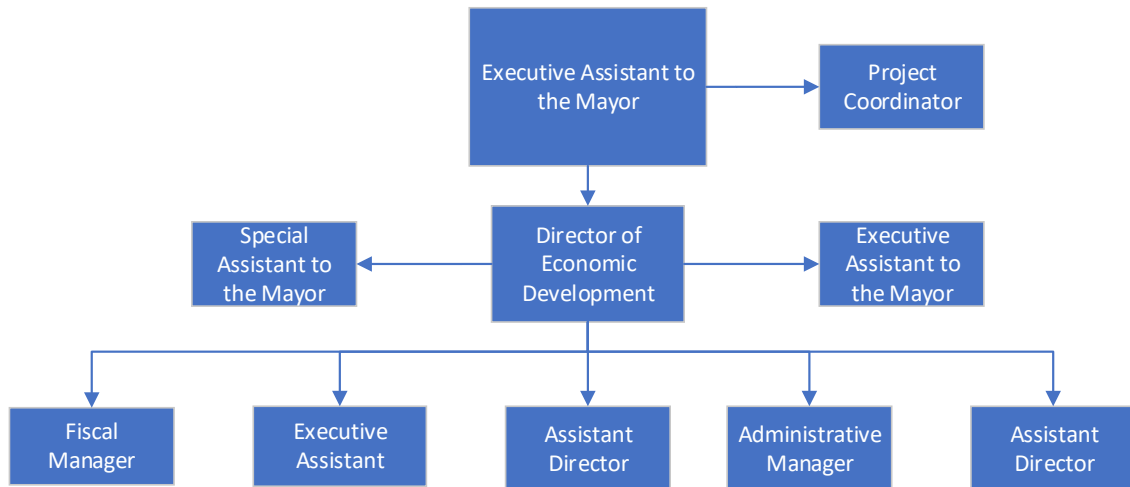 Executive Assistant to
the Mayor
Project
Coordinator
Special
Assistant to
the Mayor
Director of
Economic
Development
Executive
Assistant to
the Mayor
Fiscal
Manager
Executive
Assistant
Assistant
Director
Administrative
Manager
Assistant
Director